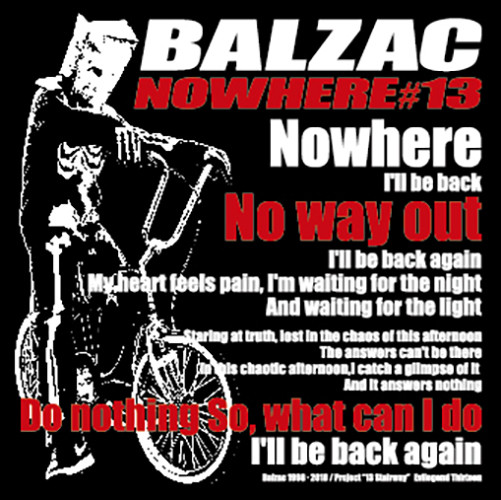 BALZAC
NOWHERE#13
Nowhere
I'll be back
No way out
I'll be back again
My heart feels pain, I'm waiting for the night
And waiting for the light
Staring at truth, lost in the chaos of this afternoon
The answers can't be there
In this chaotic afternoon,I catch a glimpse of it
And it answers nothing
Do nothing So, what can I do
I'll be back again
Balzac 1998 - 2018 / Project "13 Stairway" Evilegend Thirteen